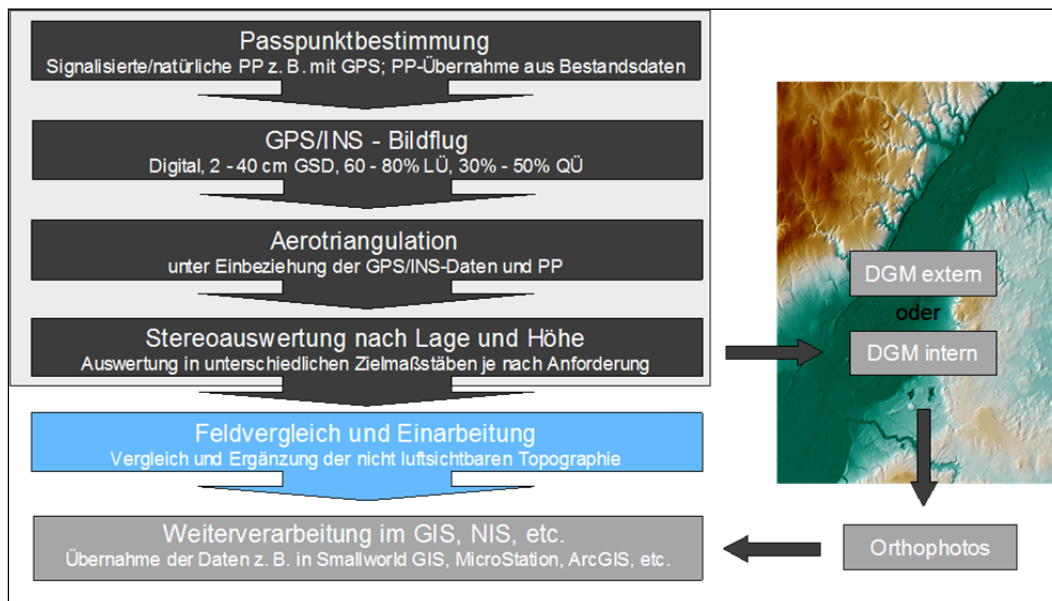 Passpunktbestimmung
Signalisierte/natürliche PP z. B. mit GPS; PP-Übernahme aus Bestandsdaten
GPS/INS - Bildflug
Digital, 2 - 40 cm GSD, 60 - 80% LÜ, 30% - 50% QÜ
Aerotriangulation
unter Einbeziehung der GPS/INS-Daten und PP
Stereoauswertung nach Lage und Höhe
Auswertung in unterschiedlichen Zielmaßstäben je nach Anforderung
Feldvergleich und Einarbeitung
Vergleich und Ergänzung der nicht luftsichtbaren Topographie
Weiterverarbeitung im GIS, NIS, etc.
Übernahme der Daten z. B. in Smallworld GIS, MicroStation, ArcGIS, etc.
DGM extern
oder
DGM intern
Orthophotos